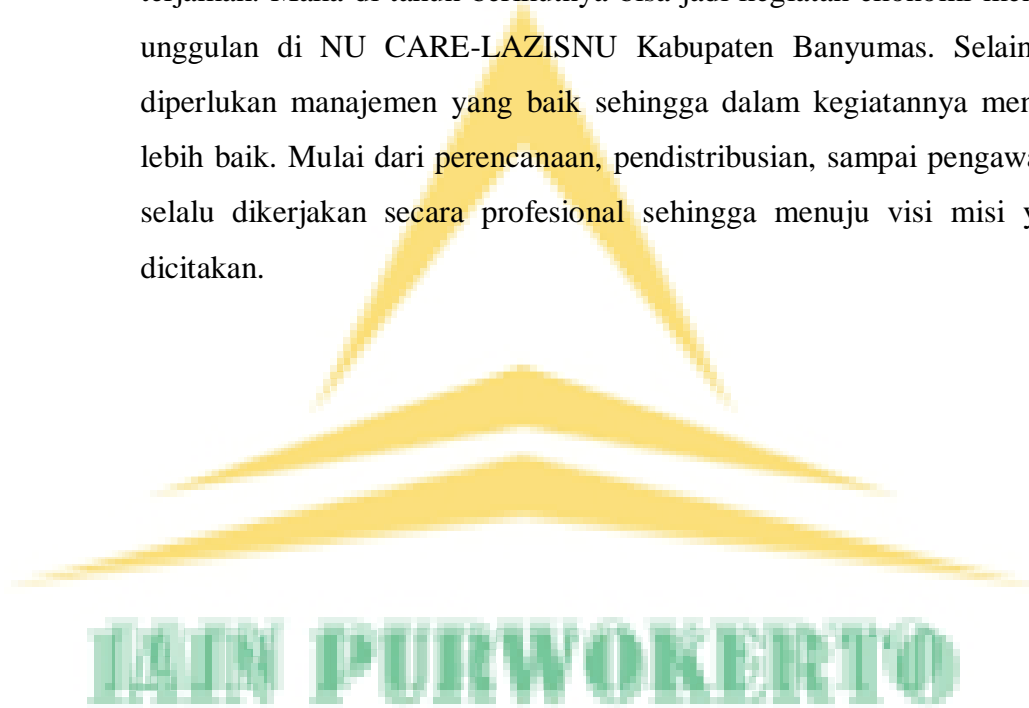 unggulan di NU CARE-LAZISNU Kabupaten Banyumas.
diperlukan manajemen yang baik sehingga dalam kegiatannya
lebih baik. Mulai dari perencanaan, pendistribusian, sampai
selalu dikerjakan secara profesional sehingga menuju visi misi
dicitakan.
IAIN PURWOKERTO